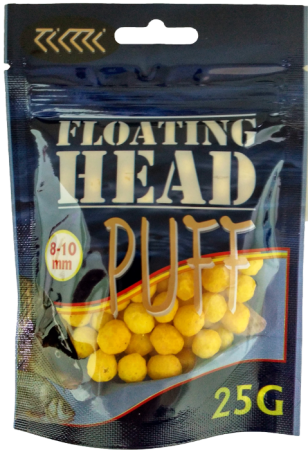 FLOATING
HEAD
PUFF
8-10
mm
25G